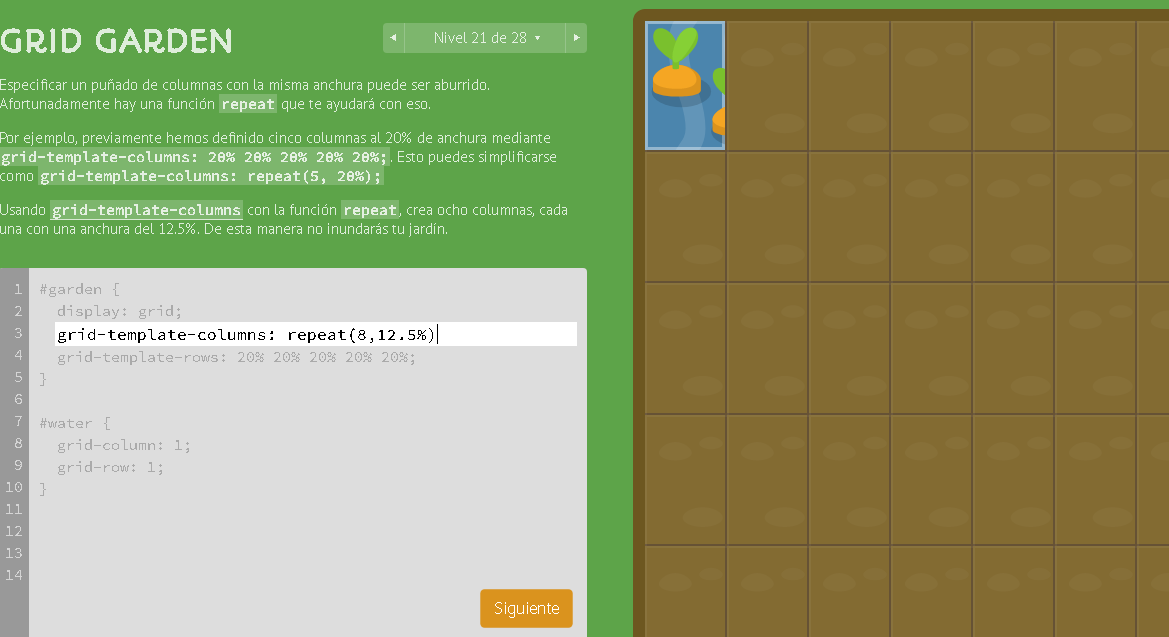 GRID GARDEN
◀ Nivel 21 de 28 ▾ ▶
Especificar un puñado de columnas con la misma anchura puede ser aburrido.
Afortunadamente hay una función repeat que te ayudará con eso.
Por ejemplo, previamente hemos definido cinco columnas al 20% de anchura mediante
grid-template-columns: 20% 20% 20% 20% 20%;. Esto puedes simplificarse
como grid-template-columns: repeat(5, 20%);
Usando grid-template-columns con la función repeat, crea ocho columnas, cada
una con una anchura del 12.5%. De esta manera no inundarás tu jardín.
1 #garden {
2 display: grid;
3 grid-template-columns: repeat(8,12.5%)
4 grid-template-rows: 20% 20% 20% 20% 20%;
5 }
6
7 #water {
8 grid-column: 1;
9 grid-row: 1;
10 }
11
12
13
14
Siguiente